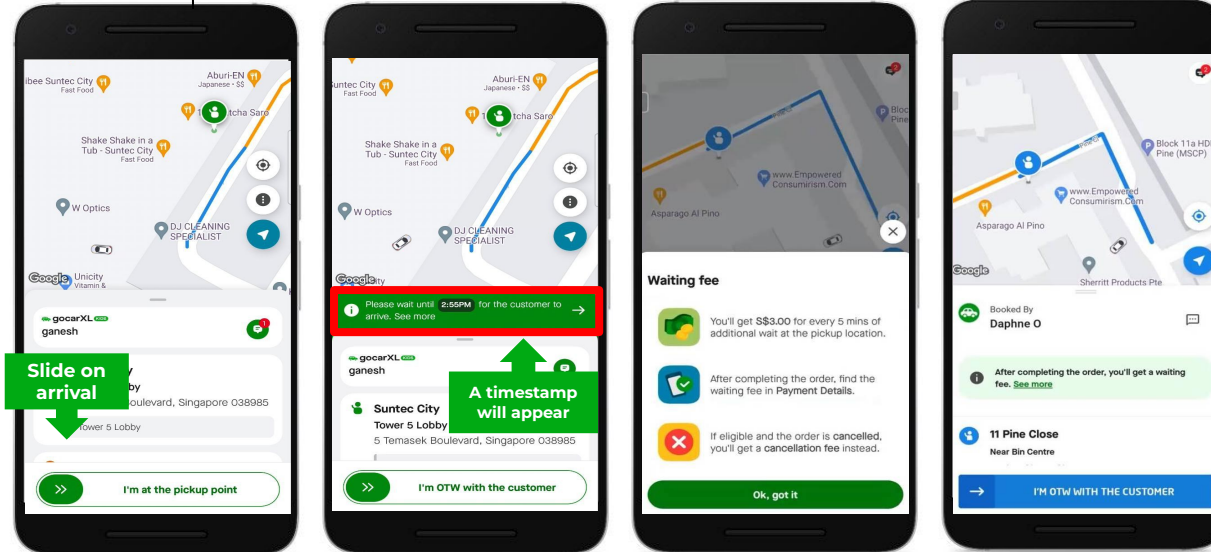 ibee Suntec City
Fast Food
Aburi-EN
Japanese • $$
tcha Saro
Shake Shake in a
Tub - Suntec City
Fast Food
W Optics
DJ CLEANING
SPECIALIST
Google
Unicity
Vitamin &
gocarXL
ganesh
1
Slide on
arrival
oulevard, Singapore 038985
ower 5 Lobby
I'm at the pickup point
untec City
Fast Food
Aburi-EN
Japanese • $$
tcha Saro
Shake Shake in a
Tub - Suntec City
Fast Food
W Optics
DJ CLEANING
SPECIALIST
Google
Please wait until 2:55PM for the customer to
arrive. See more
gocarXL
ganesh
A timestamp
will appear
Suntec City
Tower 5 Lobby
5 Temasek Boulevard, Singapore 038985
I'm OTW with the customer
Bloc
Pine
www.Empowered
Consumirism.Com
Asparago Al Pino
Waiting fee
You'll get S$3.00 for every 5 mins of
additional wait at the pickup location.
After completing the order, find the
waiting fee in Payment Details.
If eligible and the order is cancelled,
you'll get a cancellation fee instead.
Ok, got it
Block 11a HD
Pine (MSCP)
www.Empowered
Consumirism.Com
Asparago Al Pino
Google
Sherritt Products Pte
Booked By
Daphne O
After completing the order, you'll get a waiting
fee. See more
11 Pine Close
Near Bin Centre
I'M OTW WITH THE CUSTOMER